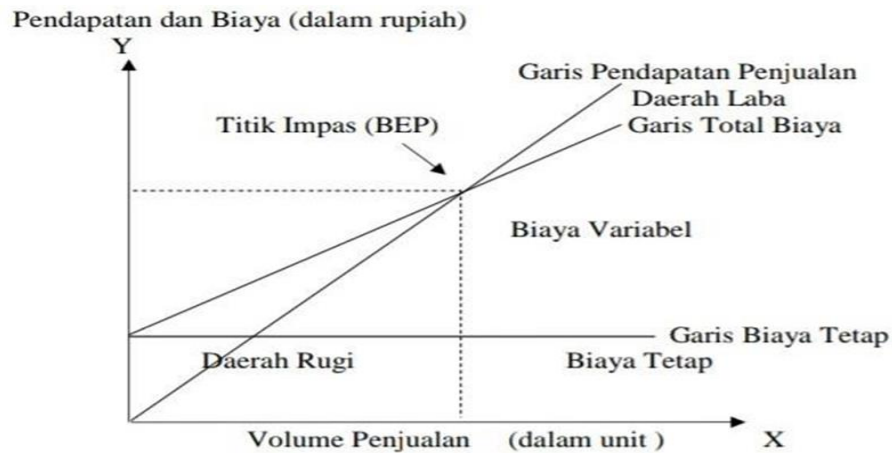 Pendapatan dan Biaya (dalam rupiah)
Y
Garis Pendapatan Penjualan
Daerah Laba
Titik Impas (BEP)
Garis Total Biaya
Biaya Variabel
Garis Biaya Tetap
Daerah Rugi
Biaya Tetap
Volume Penjualan (dalam unit )
X